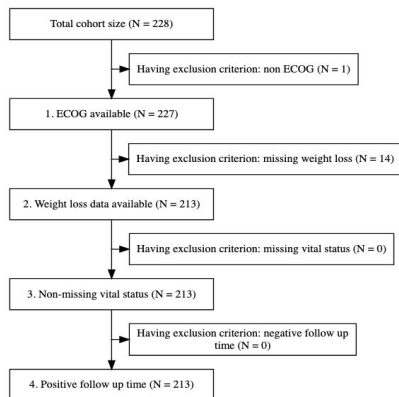 Total cohort size (N = 228)
Having exclusion criterion: non ECOG (N = 1)
1. ECOG available (N = 227)
Having exclusion criterion: missing weight loss (N = 14)
2. Weight loss data available (N = 213)
Having exclusion criterion: missing vital status (N = 0)
3. Non-missing vital status (N = 213)
Having exclusion criterion: negative follow up
time (N = 0)
4. Positive follow up time (N = 213)